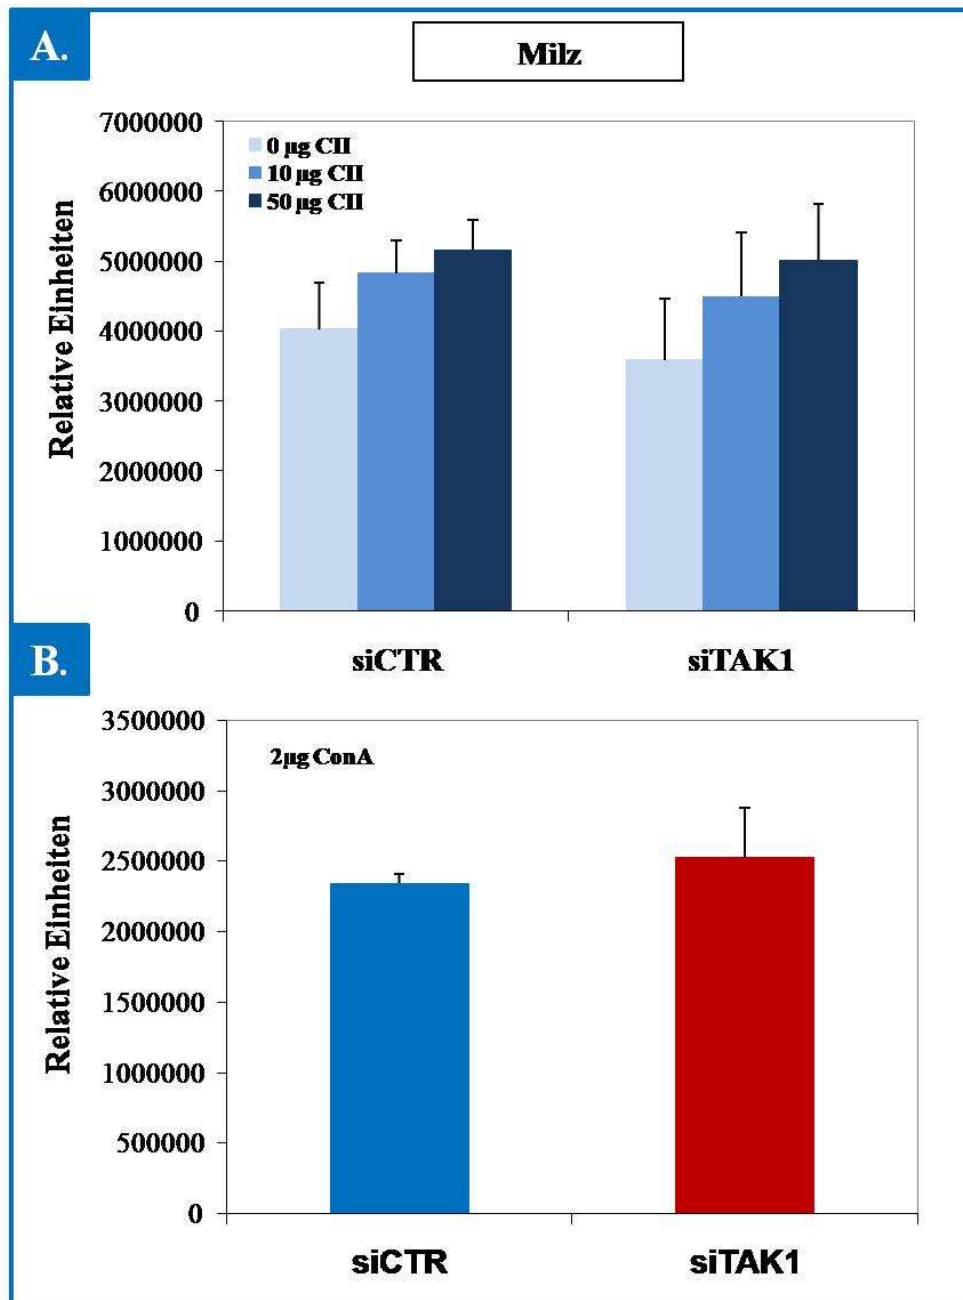 A.
Milz
7000000
6000000
5000000
4000000
3000000
2000000
1000000
0
Relative Einheiten
0 µg CII
10 µg CII
50 µg CII
siCTR
siTAK1
B.
3500000
3000000
2500000
2000000
1500000
1000000
500000
0
Relative Einheiten
2µg ConA
siCTR
siTAK1